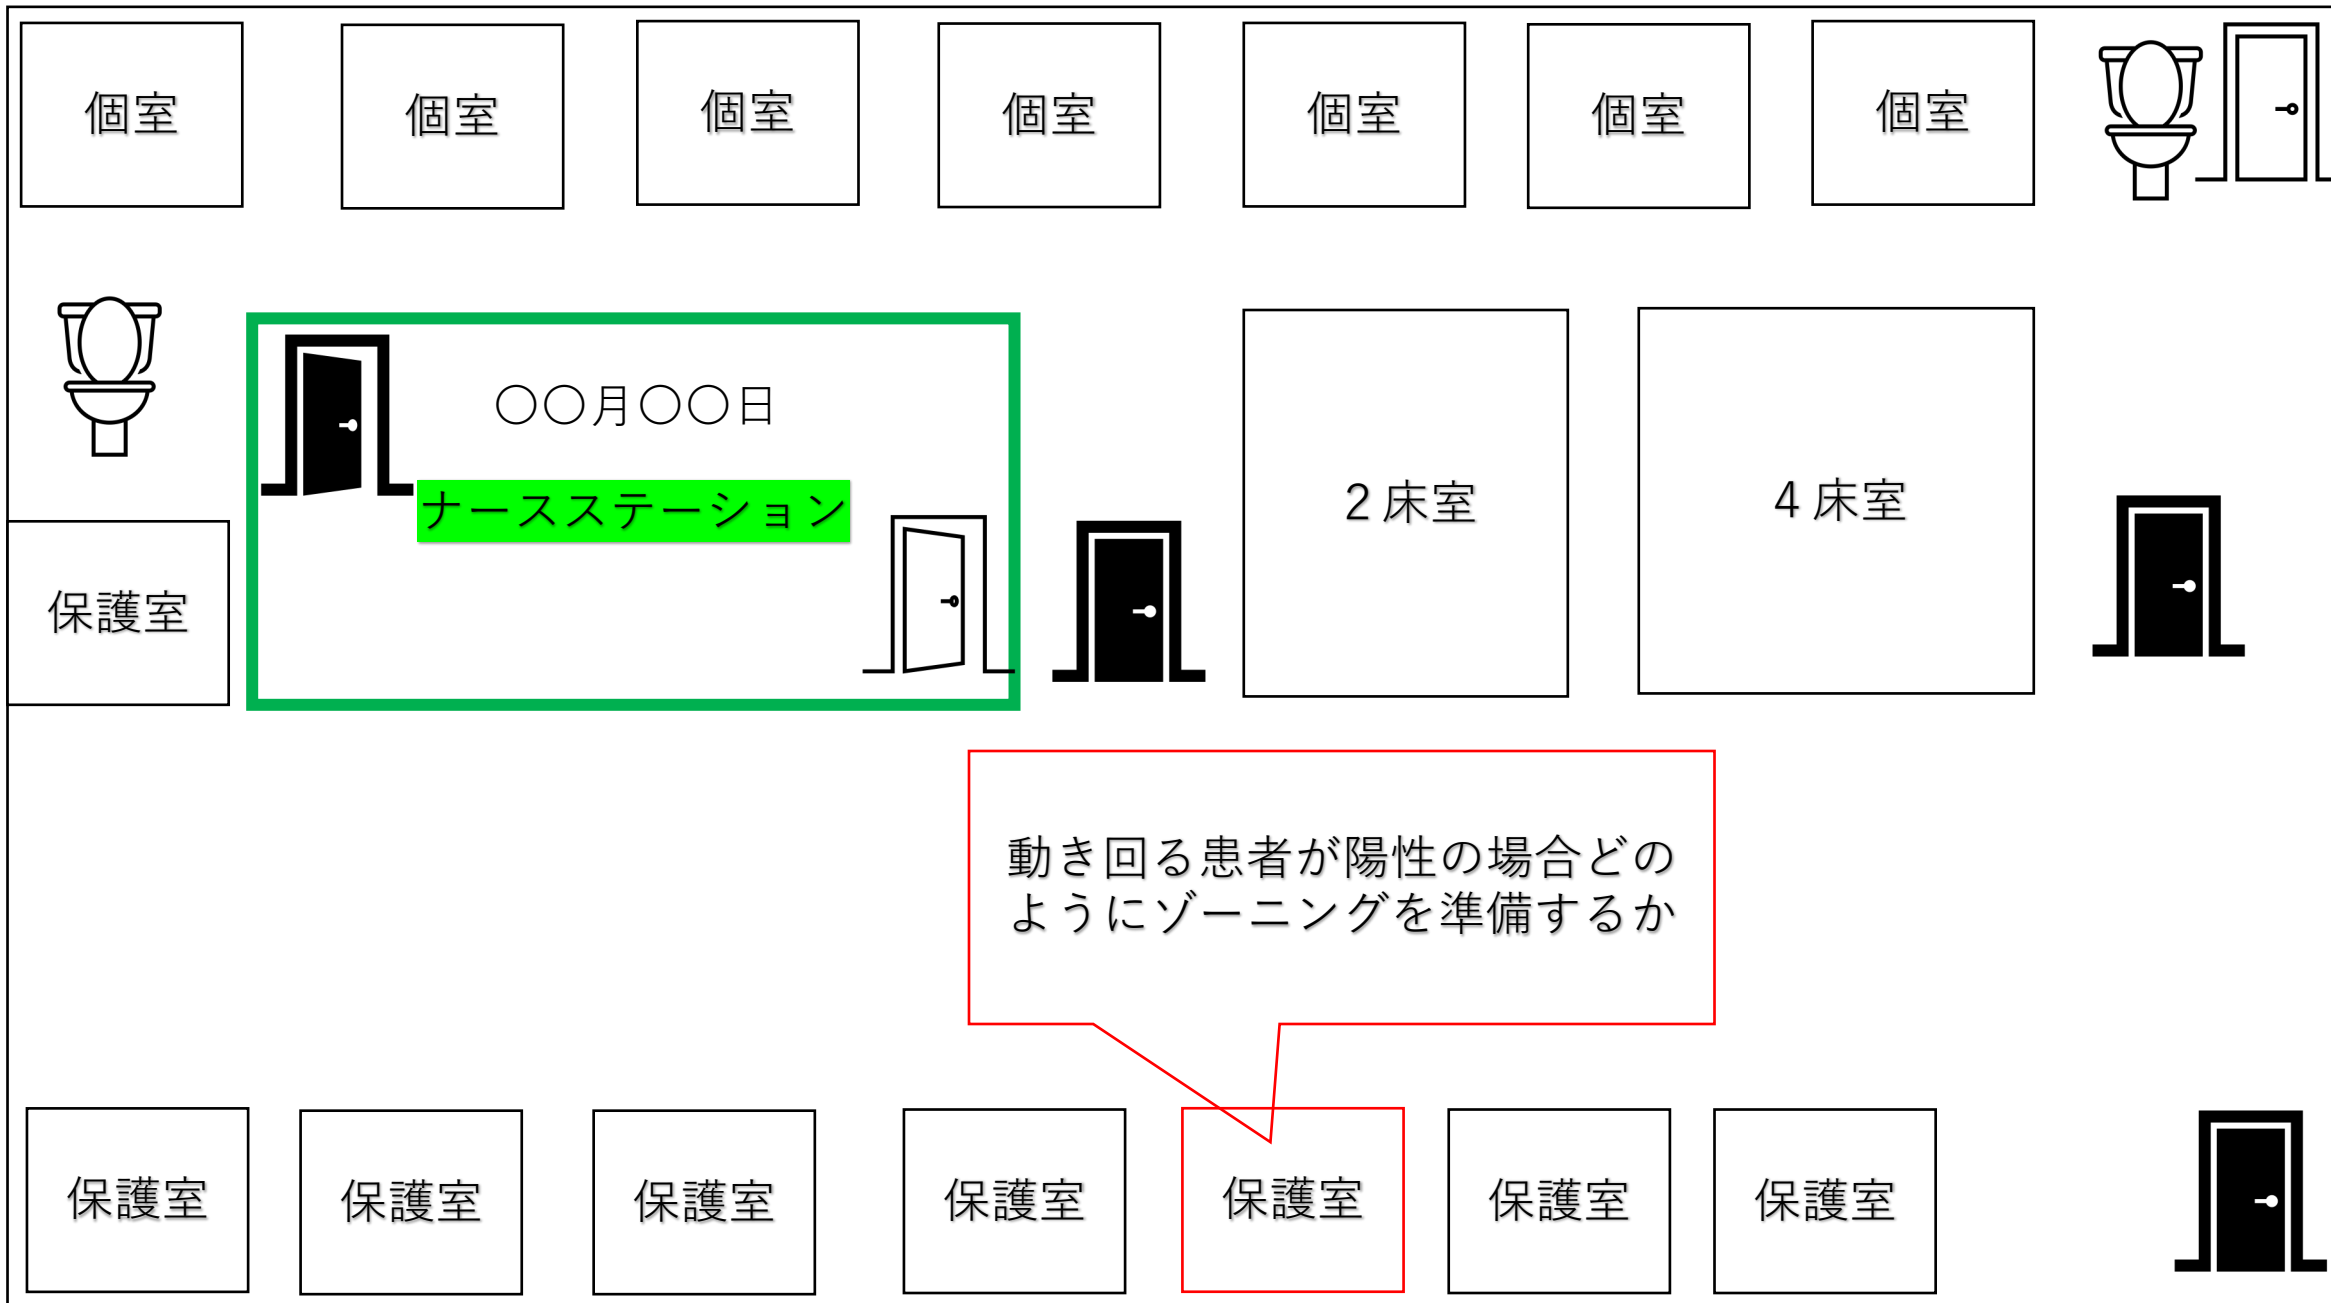 個室
個室
個室
個室
個室
個室
個室
〇〇月〇〇日
ナースステーション
２床室
４床室
保護室
動き回る患者が陽性の場合どの
ようにゾーニングを準備するか
保護室
保護室
保護室
保護室
保護室
保護室
保護室